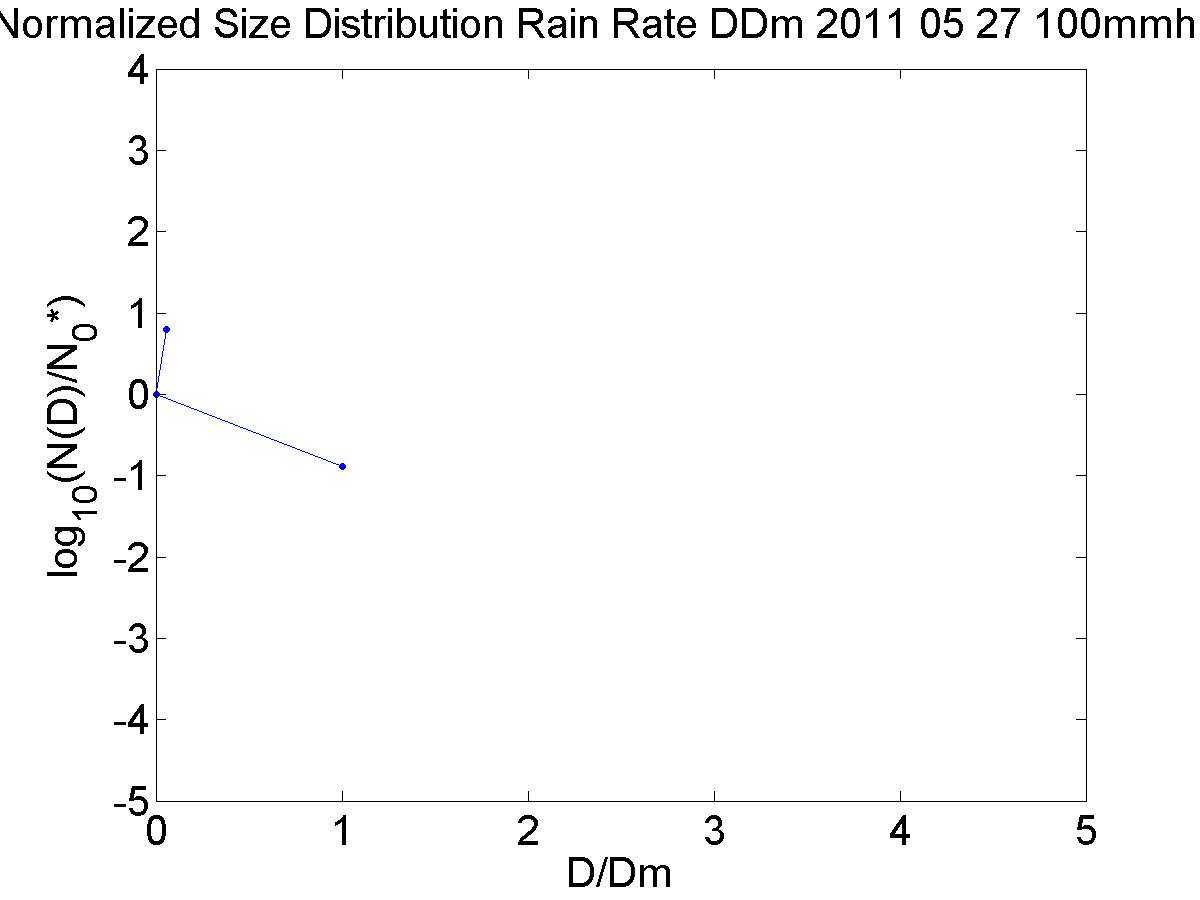 Normalized Size Distribution Rain Rate DDm 2011 05 27 100mmh
4
3
2
1
0
-1
-2
-3
-4
-5
log10(N(D)/N0*)
0 1 2 3 4 5
D/Dm